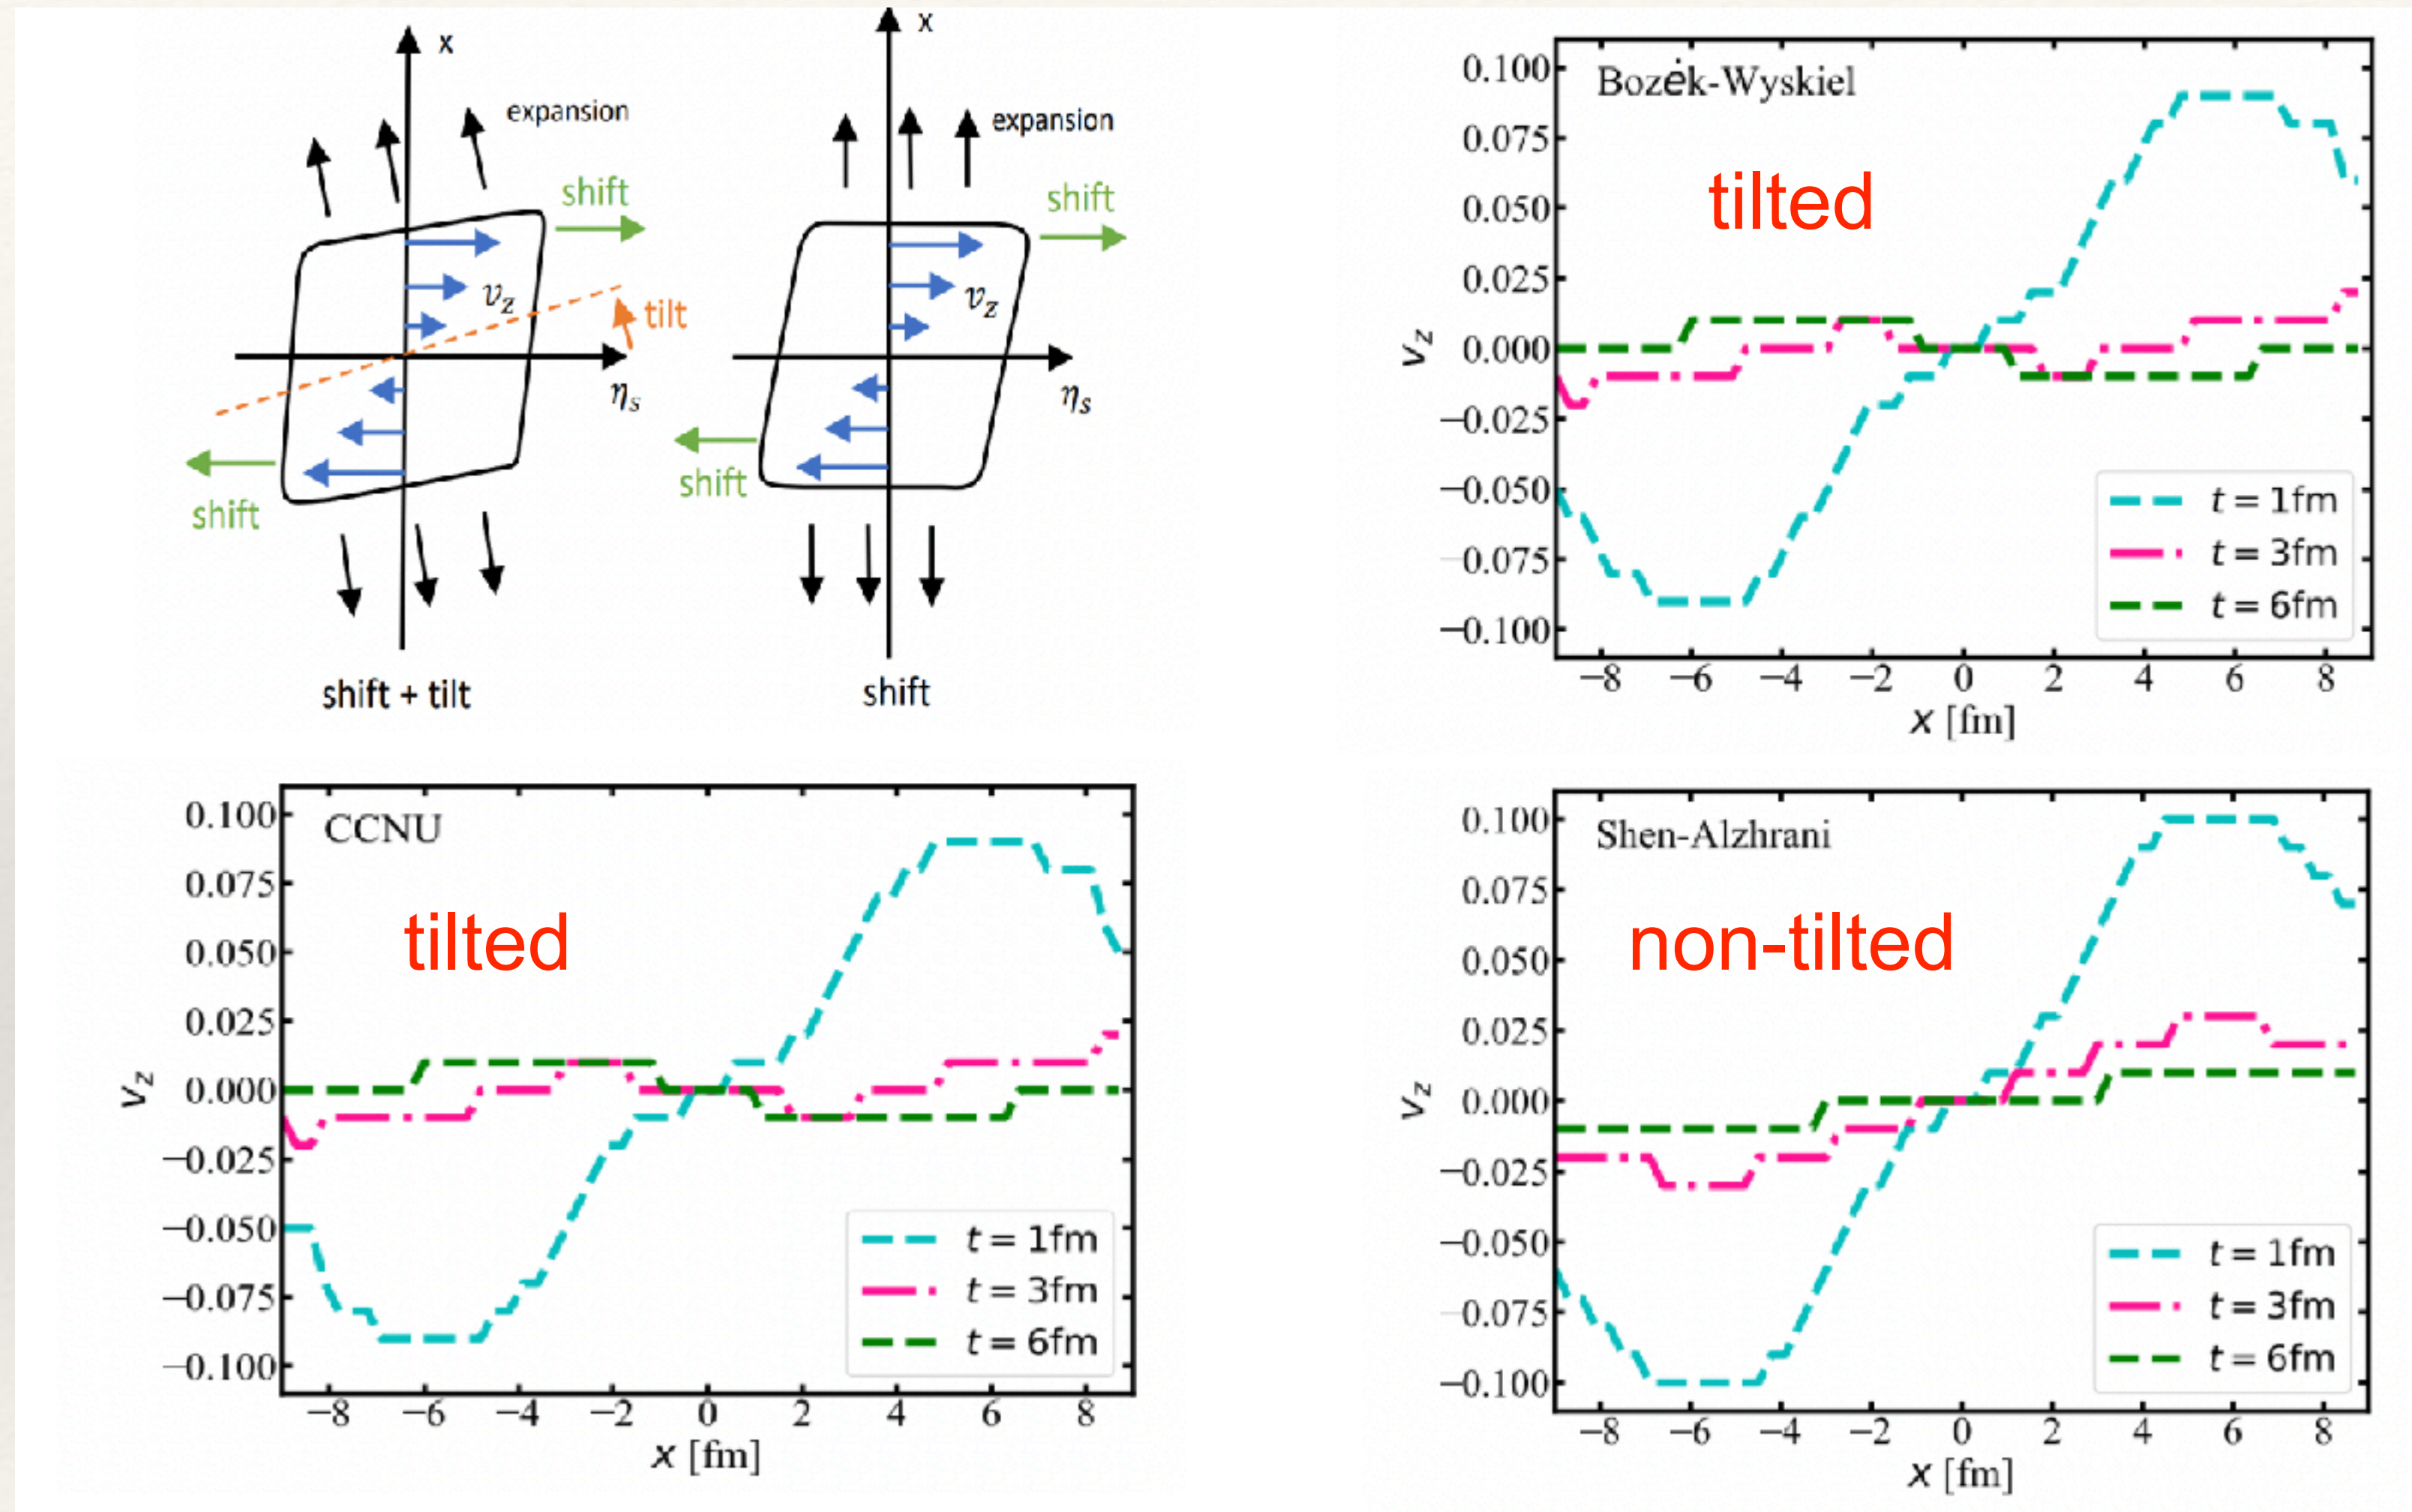 x
expansion
shift
v_z
tilt
η_s
shift
shift + tilt
x
expansion
shift
v_z
η_s
shift
shift
Bozėk-Wyskiel
tilted
0.100
0.075
0.050
0.025
0.000
−0.025
−0.050
−0.075
−0.100
v_z
t = 1fm
t = 3fm
t = 6fm
−8 −6 −4 −2 0 2 4 6 8
x [fm]
CCNU
tilted
0.100
0.075
0.050
0.025
0.000
−0.025
−0.050
−0.075
−0.100
v_z
t = 1fm
t = 3fm
t = 6fm
−8 −6 −4 −2 0 2 4 6 8
x [fm]
Shen-Alzhrani
non-tilted
0.100
0.075
0.050
0.025
0.000
−0.025
−0.050
−0.075
−0.100
v_z
t = 1fm
t = 3fm
t = 6fm
−8 −6 −4 −2 0 2 4 6 8
x [fm]